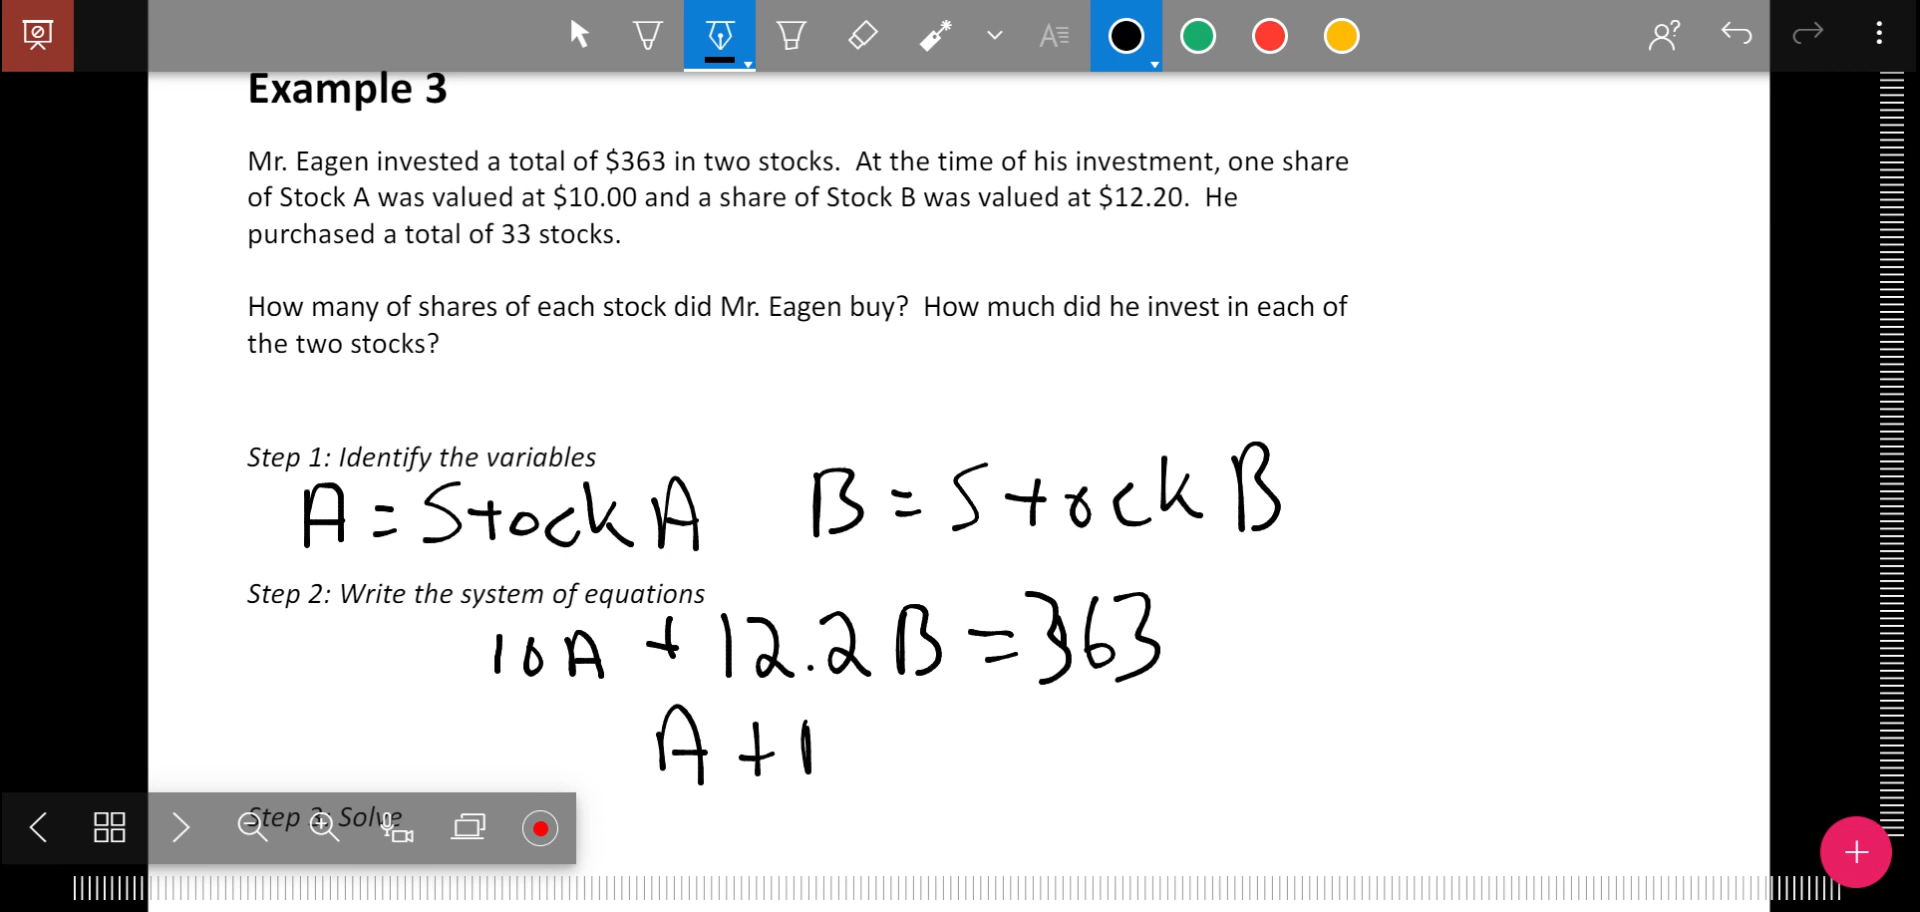 Example 3
Mr. Eagen invested a total of $363 in two stocks. At the time of his investment, one share
of Stock A was valued at $10.00 and a share of Stock B was valued at $12.20. He
purchased a total of 33 stocks.
How many of shares of each stock did Mr. Eagen buy? How much did he invest in each of
the two stocks?
Step 1: Identify the variables
A = Stock A B = Stock B
Step 2: Write the system of equations
10A + 12.2B = 363
A +
Step 3: Solve